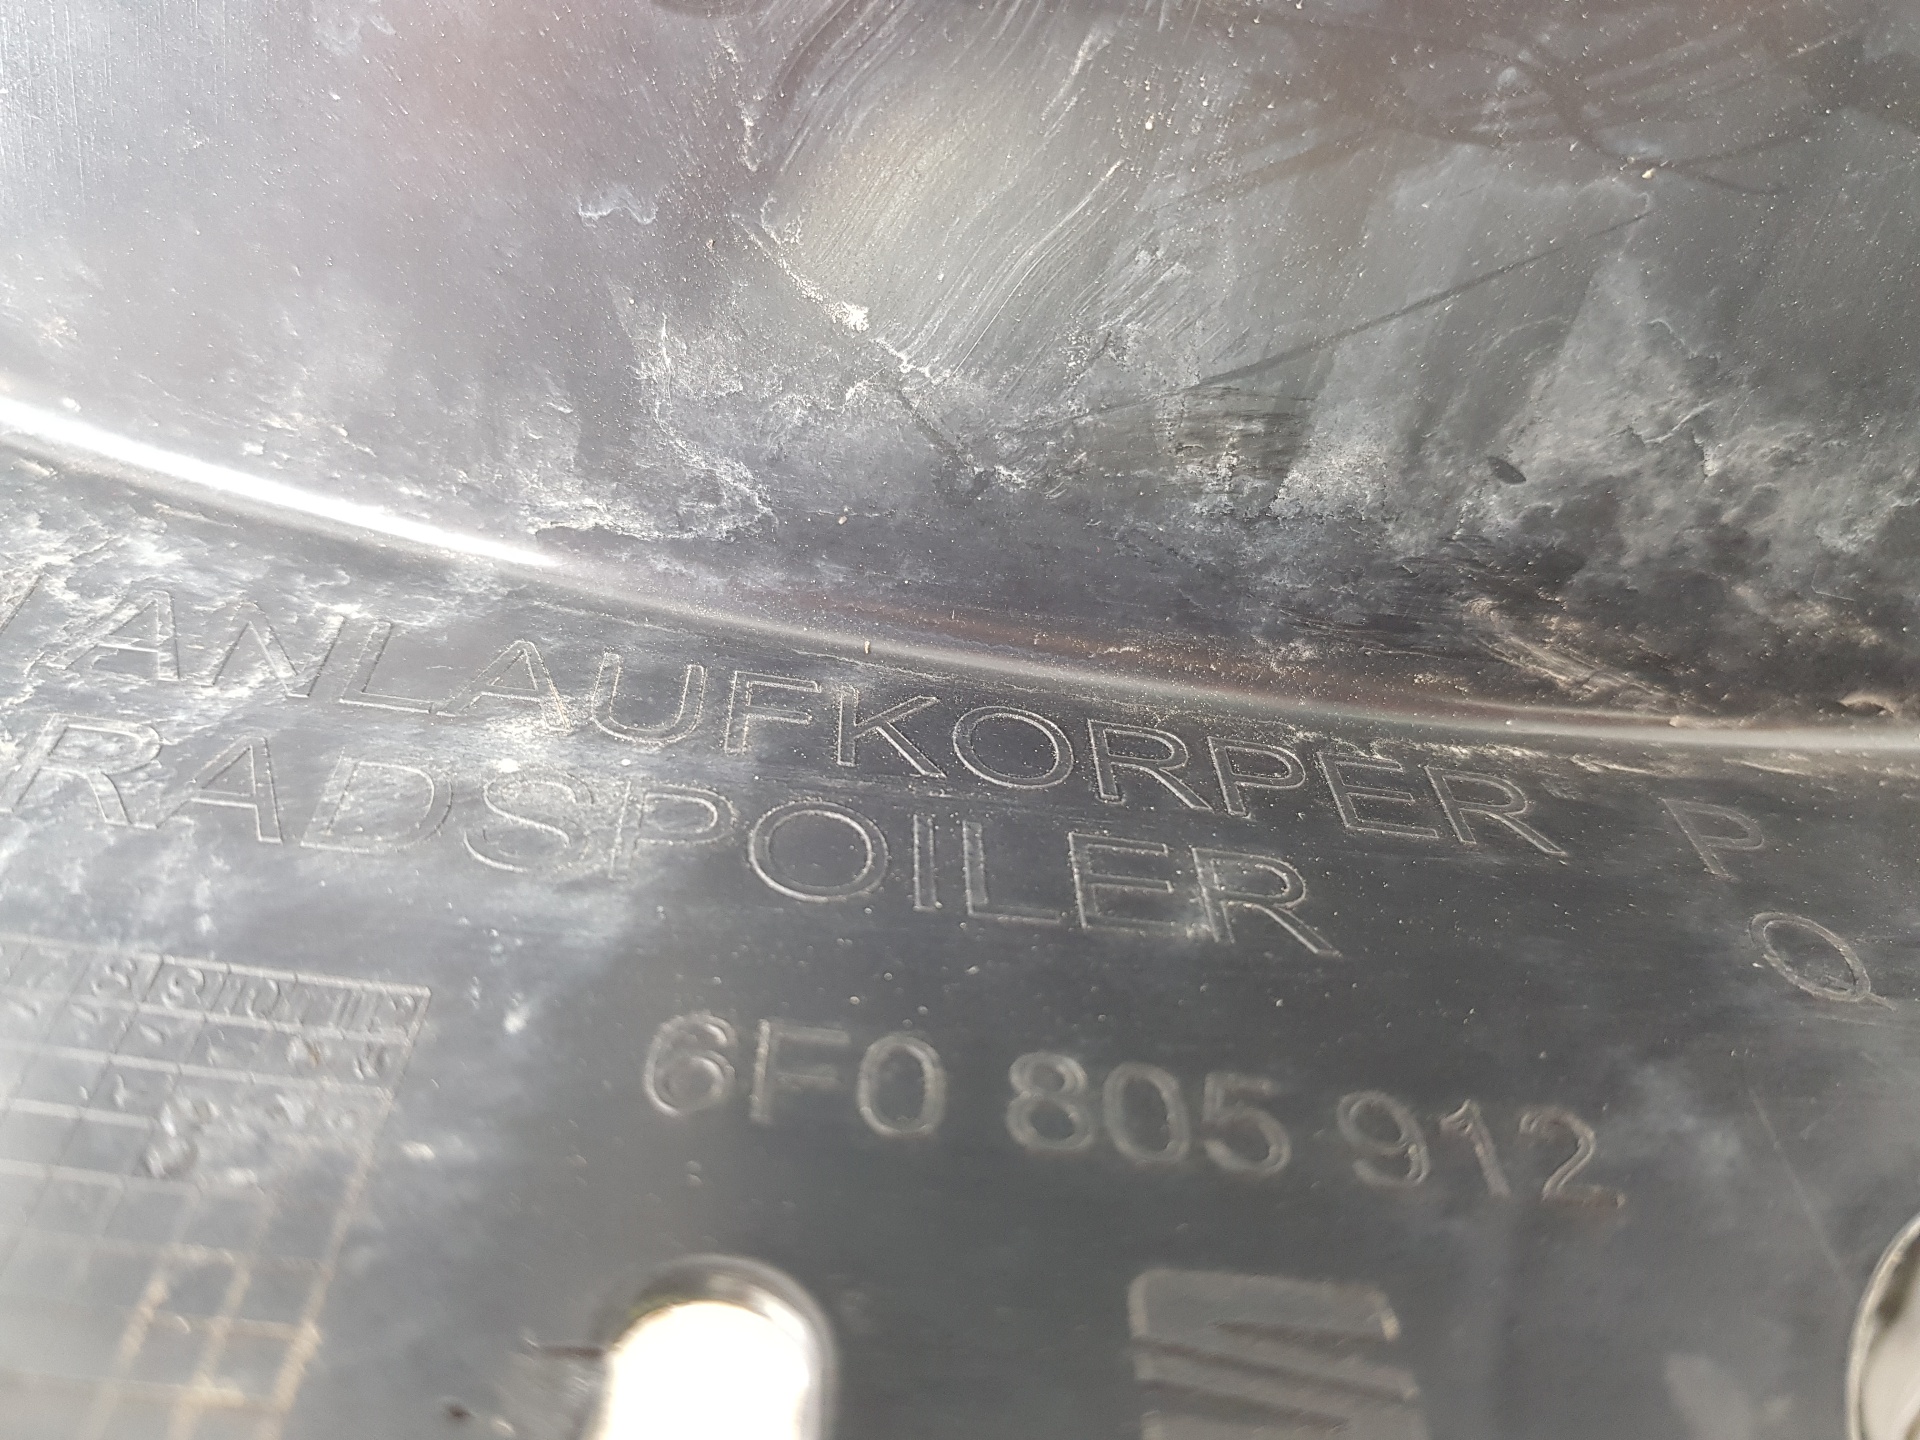 ANLAUFKORPER P
RADSPOILER Q
6F0 805 912